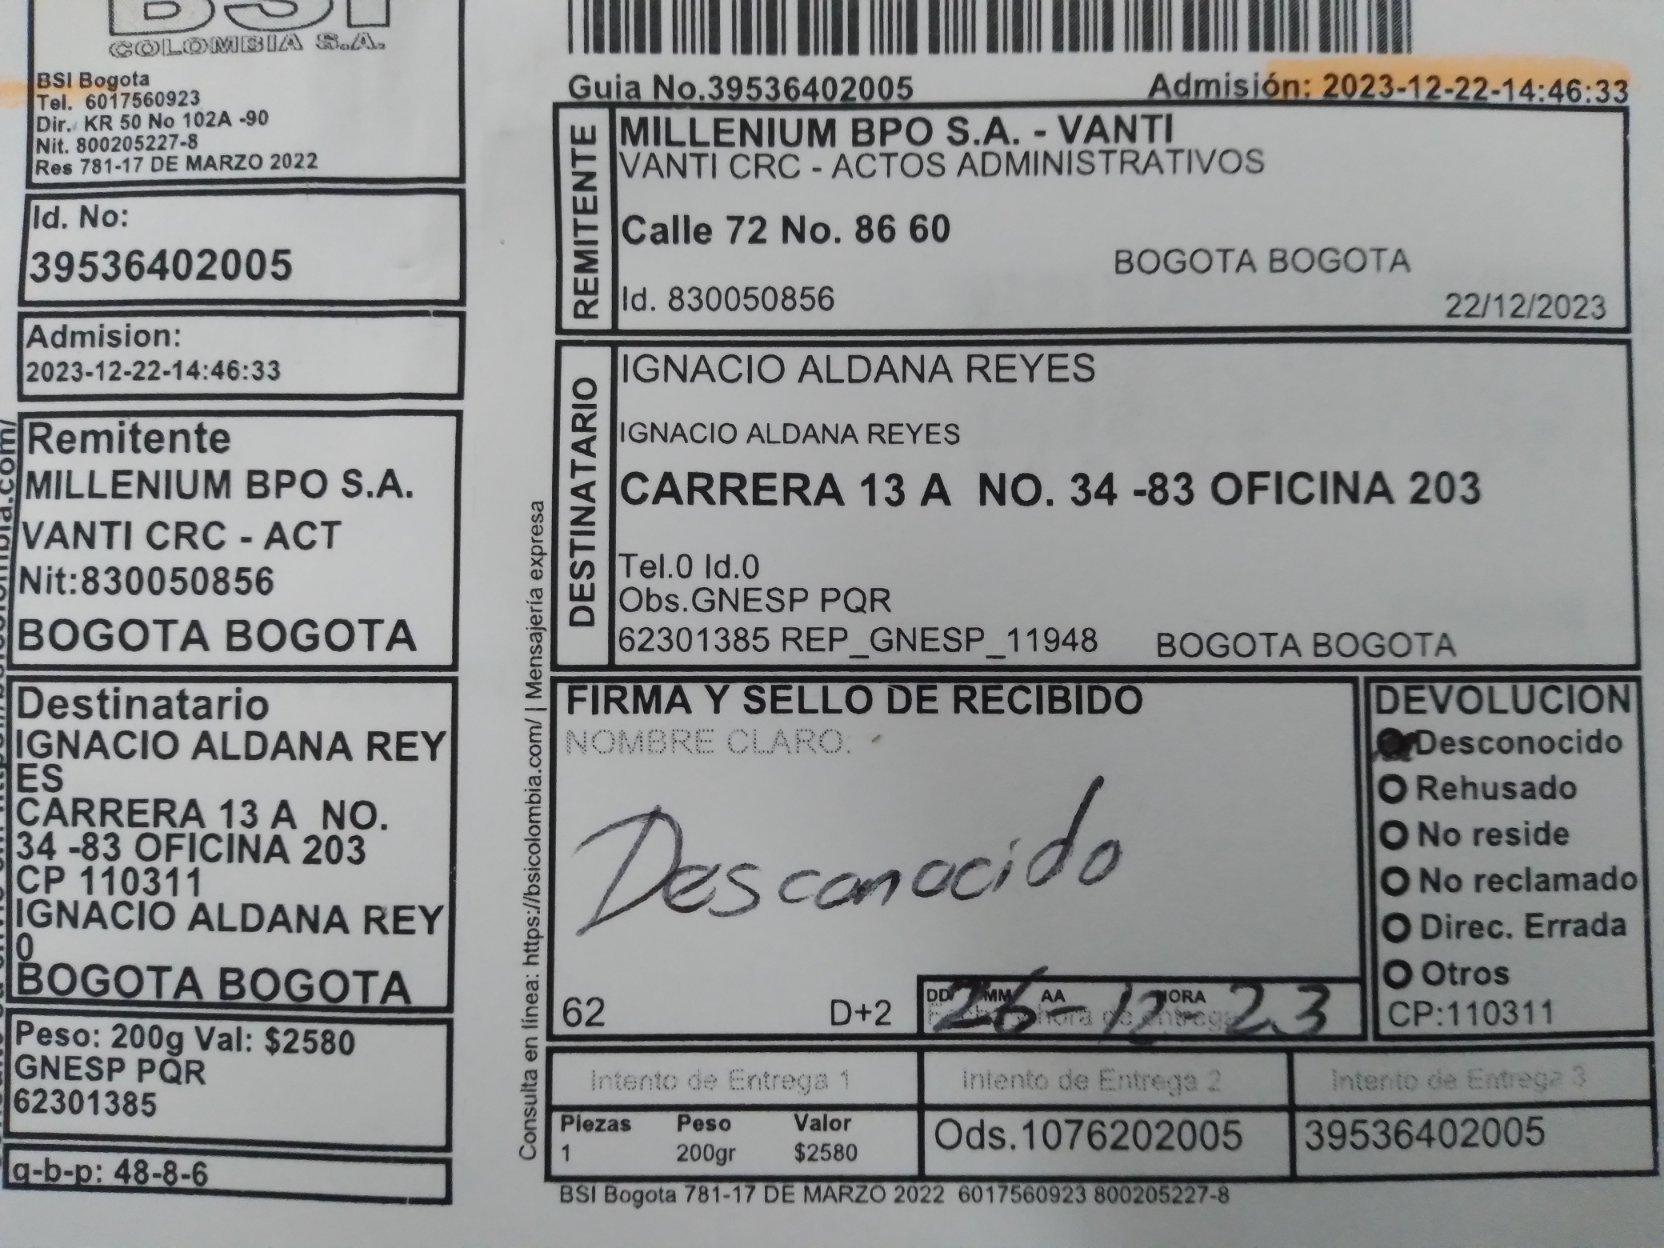 BSI
COLOMBIA S.A.
BSI Bogota
Tel. 6017560923
Dir. KR 50 No 102A -90
Nit. 800205227-8
Res 781-17 DE MARZO 2022
Id. No:
39536402005
Admision:
2023-12-22-14:46:33
Remitente
MILLENIUM BPO S.A.
VANTI CRC - ACT
Nit:830050856
BOGOTA BOGOTA
Destinatario
IGNACIO ALDANA REY
ES
CARRERA 13 A NO.
34 -83 OFICINA 203
CP 110311
IGNACIO ALDANA REY
0
BOGOTA BOGOTA
Peso: 200g Val: $2580
GNESP PQR
62301385
g-b-p: 48-8-6
Consulta en línea: https://bsicolombia.com/ | Mensajería expresa
Guia No.39536402005 Admisión: 2023-12-22-14:46:33
REMITENTE
MILLENIUM BPO S.A. - VANTI
VANTI CRC - ACTOS ADMINISTRATIVOS
Calle 72 No. 86 60
BOGOTA BOGOTA
Id. 830050856
22/12/2023
DESTINATARIO
IGNACIO ALDANA REYES
IGNACIO ALDANA REYES
CARRERA 13 A NO. 34 -83 OFICINA 203
Tel.0 Id.0
Obs.GNESP PQR
62301385 REP_GNESP_11948 BOGOTA BOGOTA
FIRMA Y SELLO DE RECIBIDO
NOMBRE CLARO:
Desconocido
62 D+2
DD MM AA HORA
26-12-23
DEVOLUCION
Desconocido
Rehusado
No reside
No reclamado
Direc. Errada
Otros
CP:110311
Intento de Entrega 1 Intento de Entrega 2 Intento de Entrega 3
Piezas Peso Valor
1 200gr $2580
Ods.1076202005 39536402005
BSI Bogota 781-17 DE MARZO 2022 6017560923 800205227-8